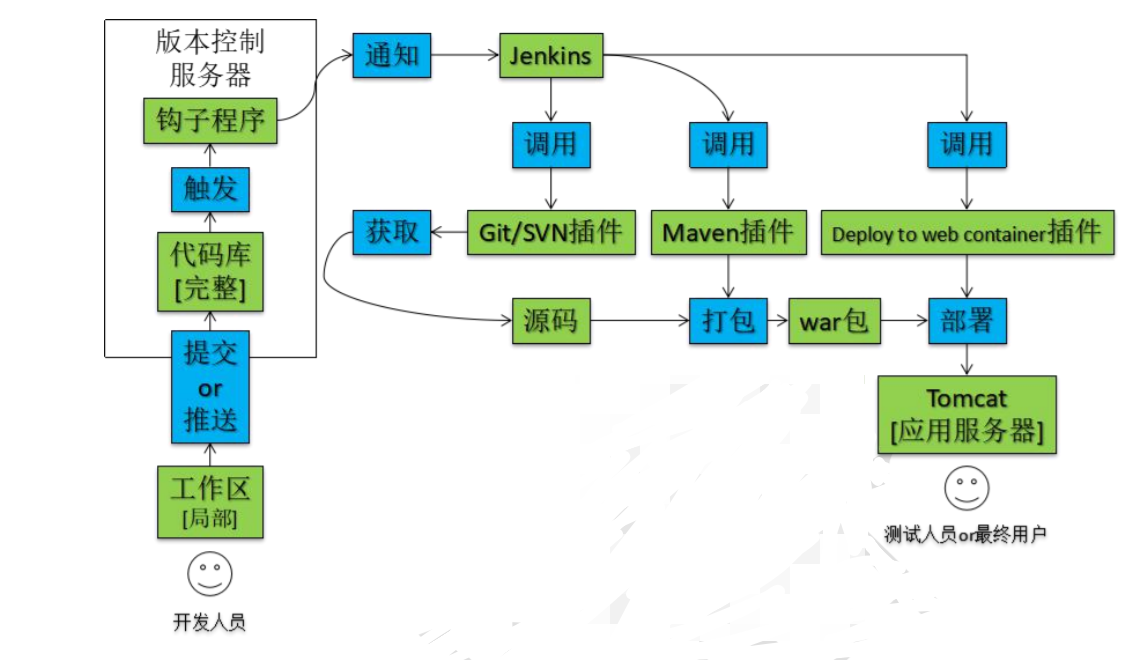 版本控制
服务器
钩子程序
触发
代码库
[完整]
提交
or
推送
工作区
[局部]
开发人员
通知
Jenkins
调用
调用
调用
获取
Git/SVN插件
Maven插件
Deploy to web container插件
源码
打包
war包
部署
Tomcat
[应用服务器]
测试人员or最终用户